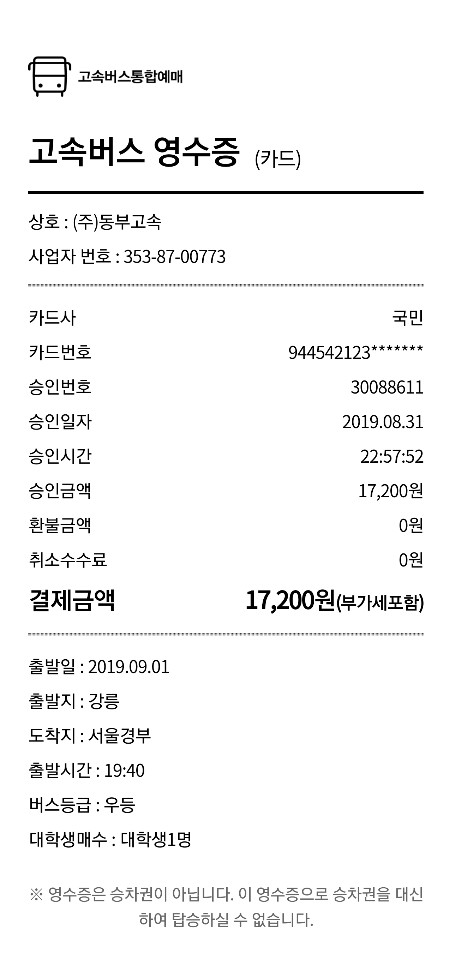 고속버스통합예매
고속버스 영수증 (카드)
상호 : (주)동부고속
사업자 번호 : 353-87-00773
카드사 국민
카드번호 944542123*******
승인번호 30088611
승인일자 2019.08.31
승인시간 22:57:52
승인금액 17,200원
환불금액 0원
취소수수료 0원
결제금액 17,200원(부가세포함)
출발일 : 2019.09.01
출발지 : 강릉
도착지 : 서울경부
출발시간 : 19:40
버스등급 : 우등
대학생매수 : 대학생1명
※ 영수증은 승차권이 아닙니다. 이 영수증으로 승차권을 대신
하여 탑승하실 수 없습니다.